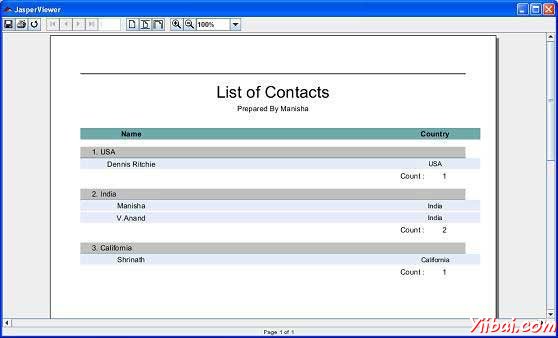 JasperViewer
100%
List of Contacts
Prepared By Manisha
Name Country
1. USA
Dennis Ritchie USA
Count : 1
2. India
Manisha India
V.Anand India
Count : 2
3. California
Shrinath California
Count : 1
Page 1 of 1
Yiibai.com